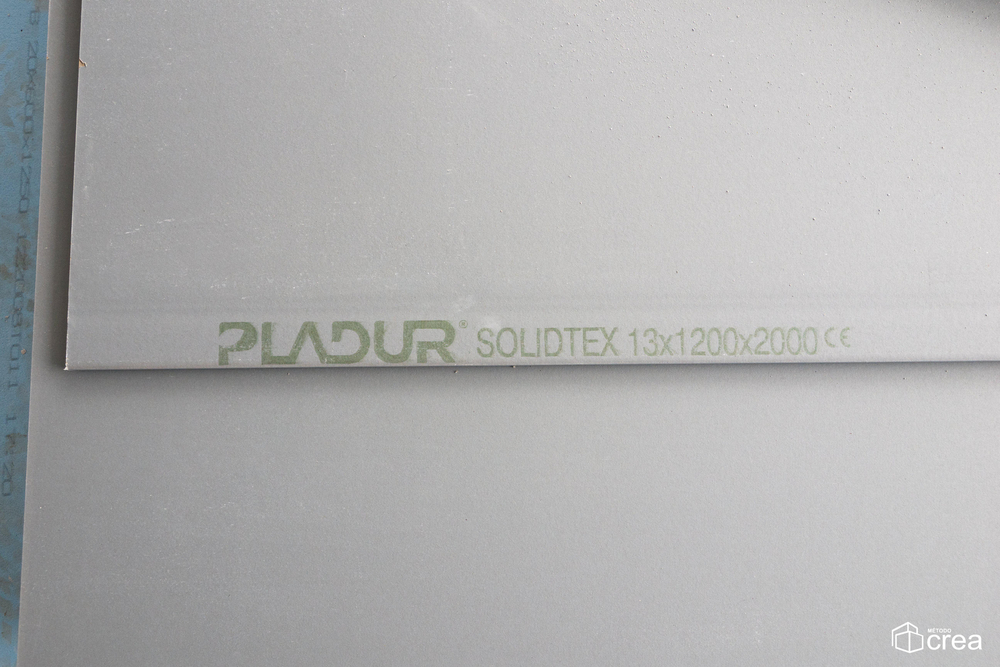 PLADUR® SOLIDTEX 13x1200x2000 CE
MÉTODO
crea